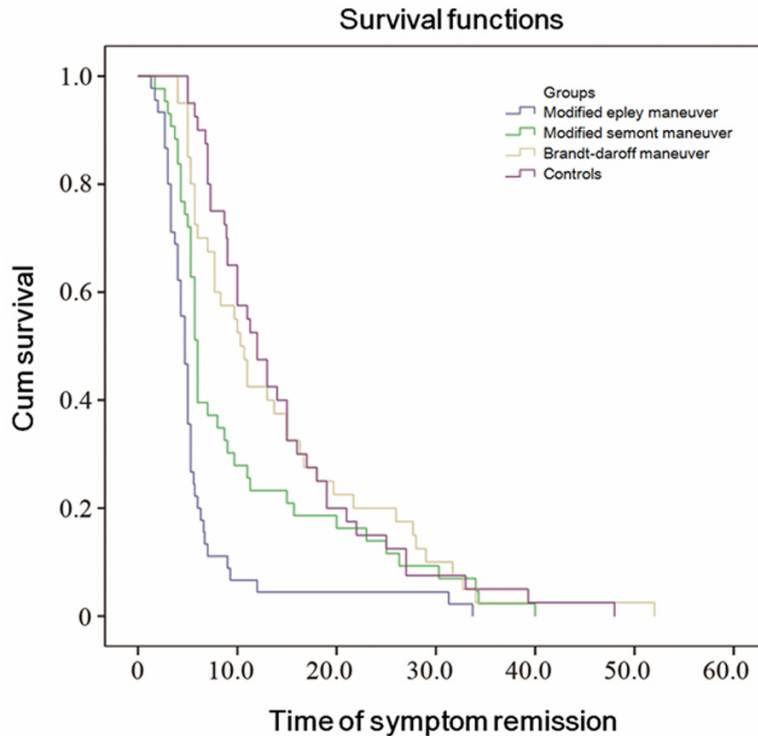 Survival functions
Groups
Modified epley maneuver
Modified semont maneuver
Brandt-daroff maneuver
Controls
Cum survival
1.0
0.8
0.6
0.4
0.2
0
0 10.0 20.0 30.0 40.0 50.0 60.0
Time of symptom remission